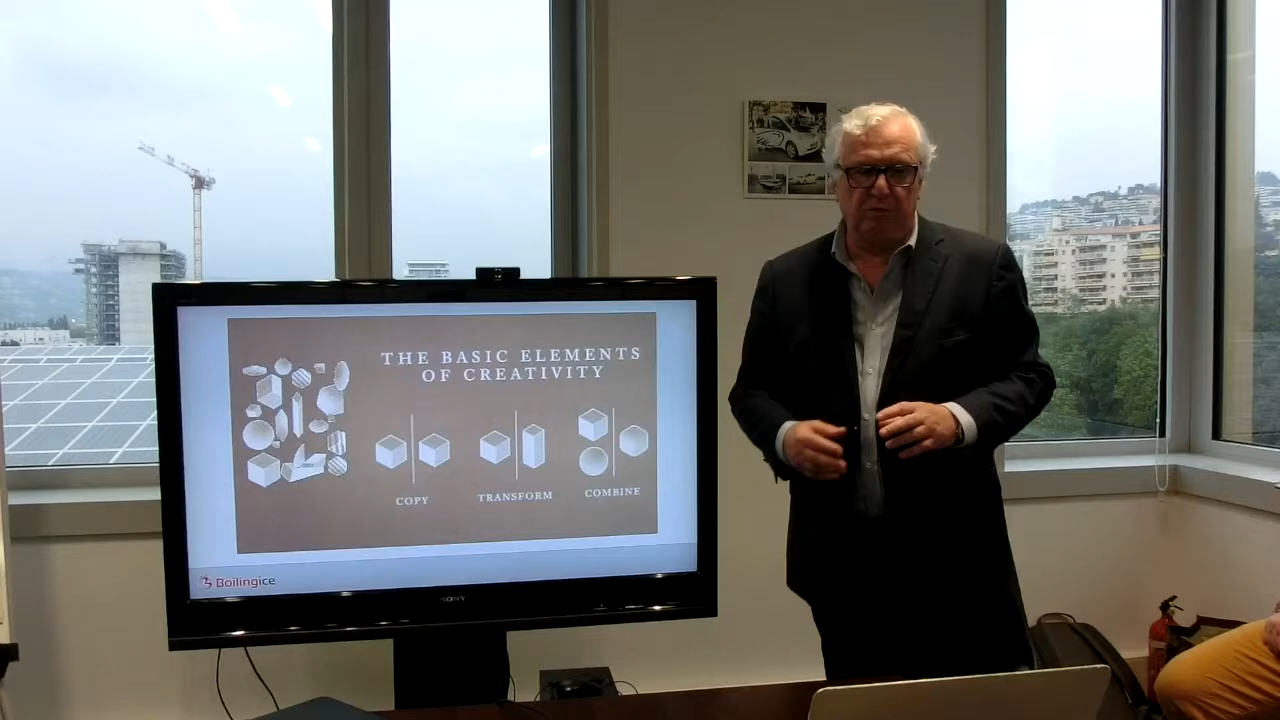 THE BASIC ELEMENTS
OF CREATIVITY
COPY
TRANSFORM
COMBINE
Boilingice
SONY